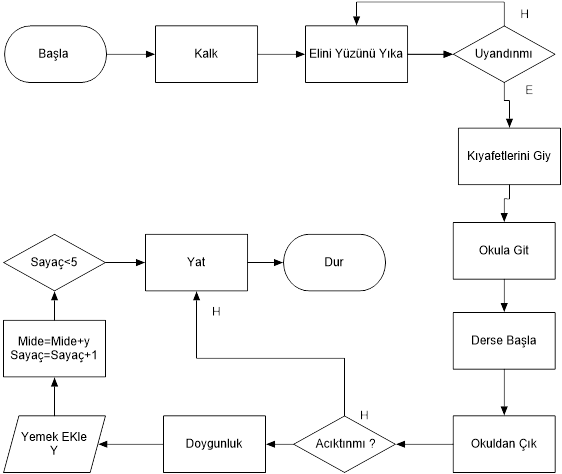 H
Başla
Kalk
Elini Yüzünü Yıka
Uyandınmı
E
Kıyafetlerini Giy
Okula Git
Derse Başla
Okuldan Çık
H
Acıktınmı ?
Doygunluk
Yemek EKle
Y
Mide=Mide+y
Sayaç=Sayaç+1
Sayaç<5
H
Yat
Dur